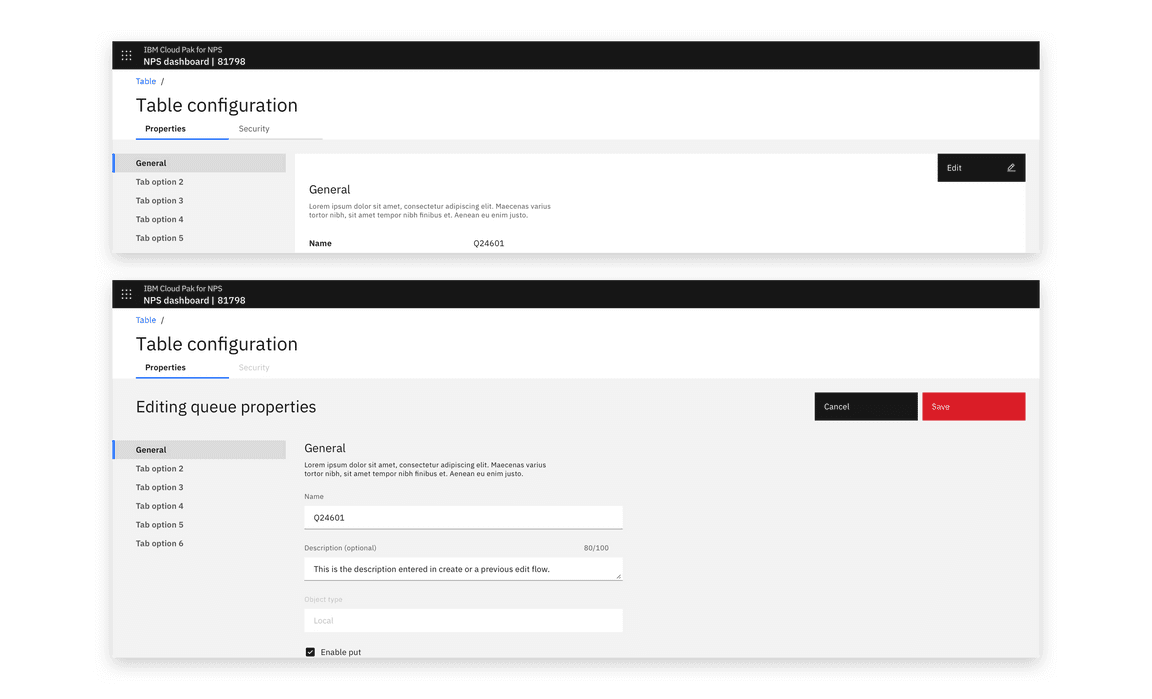 IBM Cloud Pak for NPS
NPS dashboard | 81798
Table /
Table configuration
Properties Security
General
Tab option 2
Tab option 3
Tab option 4
Tab option 5
Edit
General
Lorem ipsum dolor sit amet, consectetur adipiscing elit. Maecenas varius
tortor nibh, sit amet tempor nibh finibus et. Aenean eu enim justo.
Name Q24601
IBM Cloud Pak for NPS
NPS dashboard | 81798
Table /
Table configuration
Properties Security
Editing queue properties
Cancel Save
General
Tab option 2
Tab option 3
Tab option 4
Tab option 5
Tab option 6
General
Lorem ipsum dolor sit amet, consectetur adipiscing elit. Maecenas varius
tortor nibh, sit amet tempor nibh finibus et. Aenean eu enim justo.
Name
Q24601
Description (optional) 80/100
This is the description entered in create or a previous edit flow.
Object type
Local
Enable put